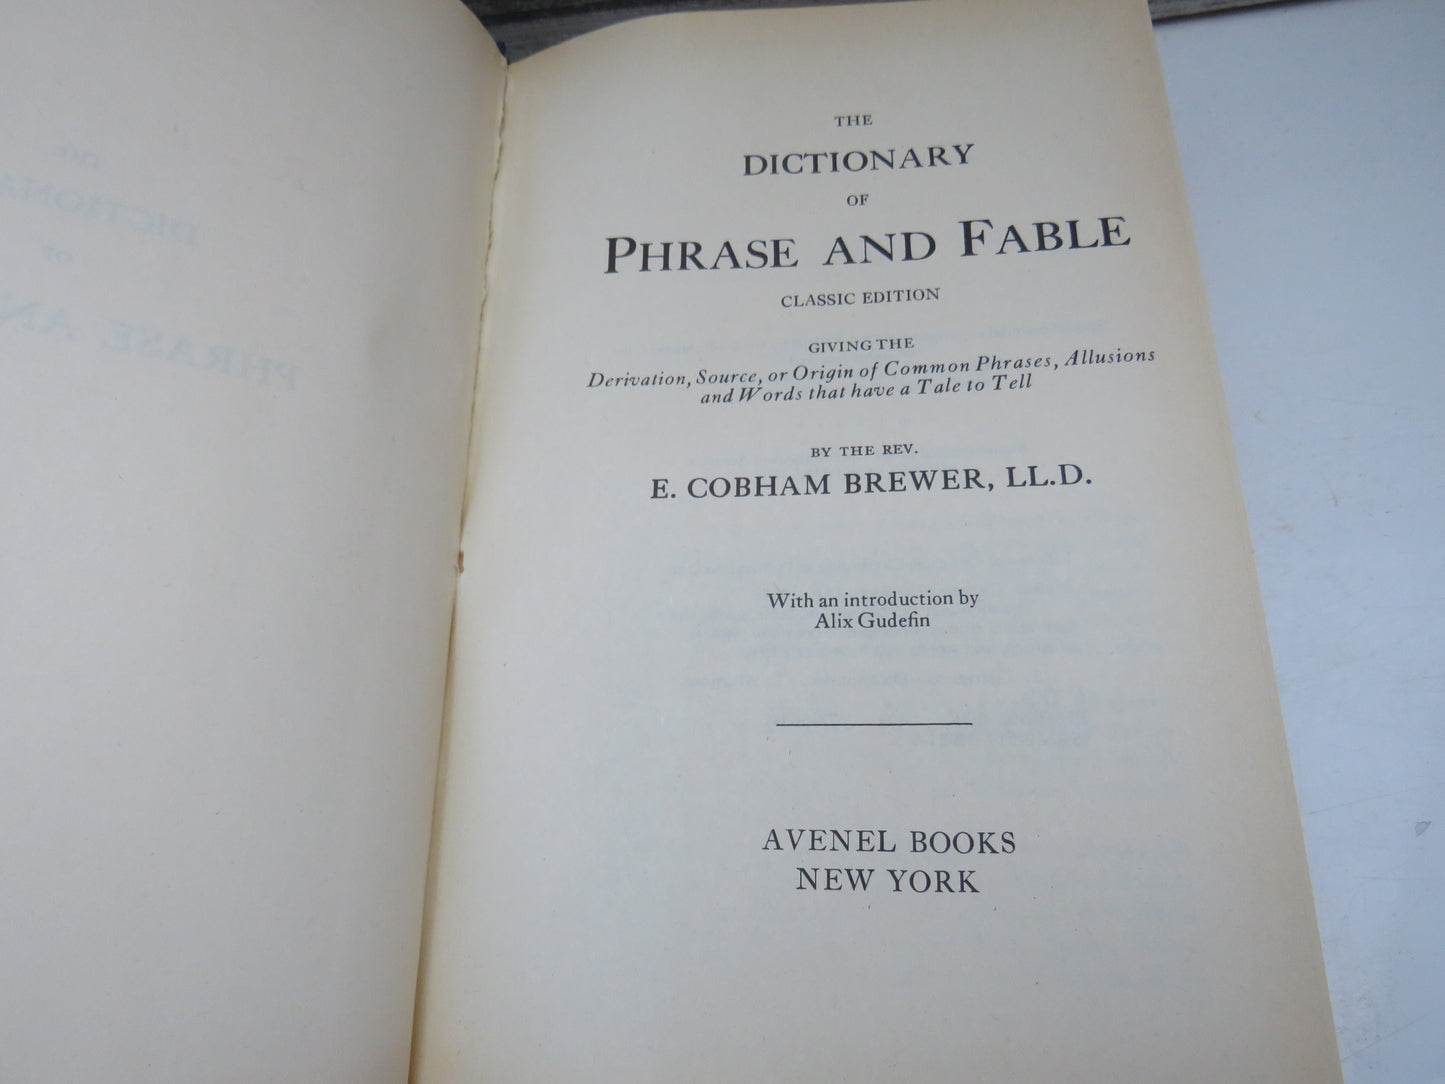 THE
DICTIONARY
OF
PHRASE AND FABLE
CLASSIC EDITION
GIVING THE
Derivation, Source, or Origin of Common Phrases, Allusions
and Words that have a Tale to Tell
BY THE REV.
E. COBHAM BREWER, LL.D.
With an introduction by
Alix Gudefin
AVENEL BOOKS
NEW YORK